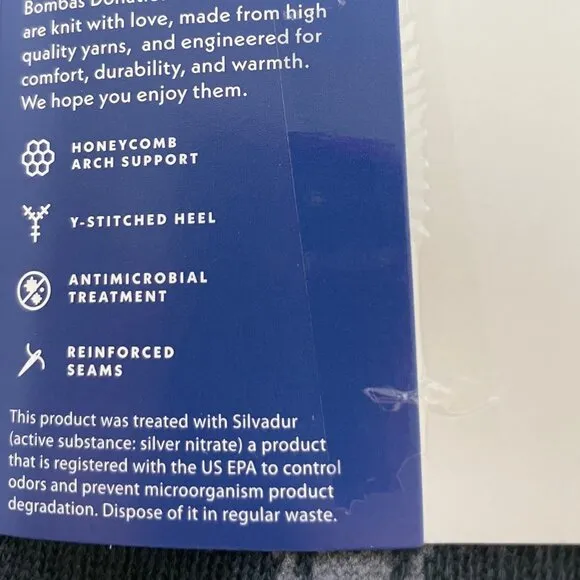 Bombas Donation
are knit with love, made from high
quality yarns, and engineered for
comfort, durability, and warmth.
We hope you enjoy them.
HONEYCOMB
ARCH SUPPORT
Y-STITCHED HEEL
ANTIMICROBIAL
TREATMENT
REINFORCED
SEAMS
This product was treated with Silvadur
(active substance: silver nitrate) a product
that is registered with the US EPA to control
odors and prevent microorganism product
degradation. Dispose of it in regular waste.